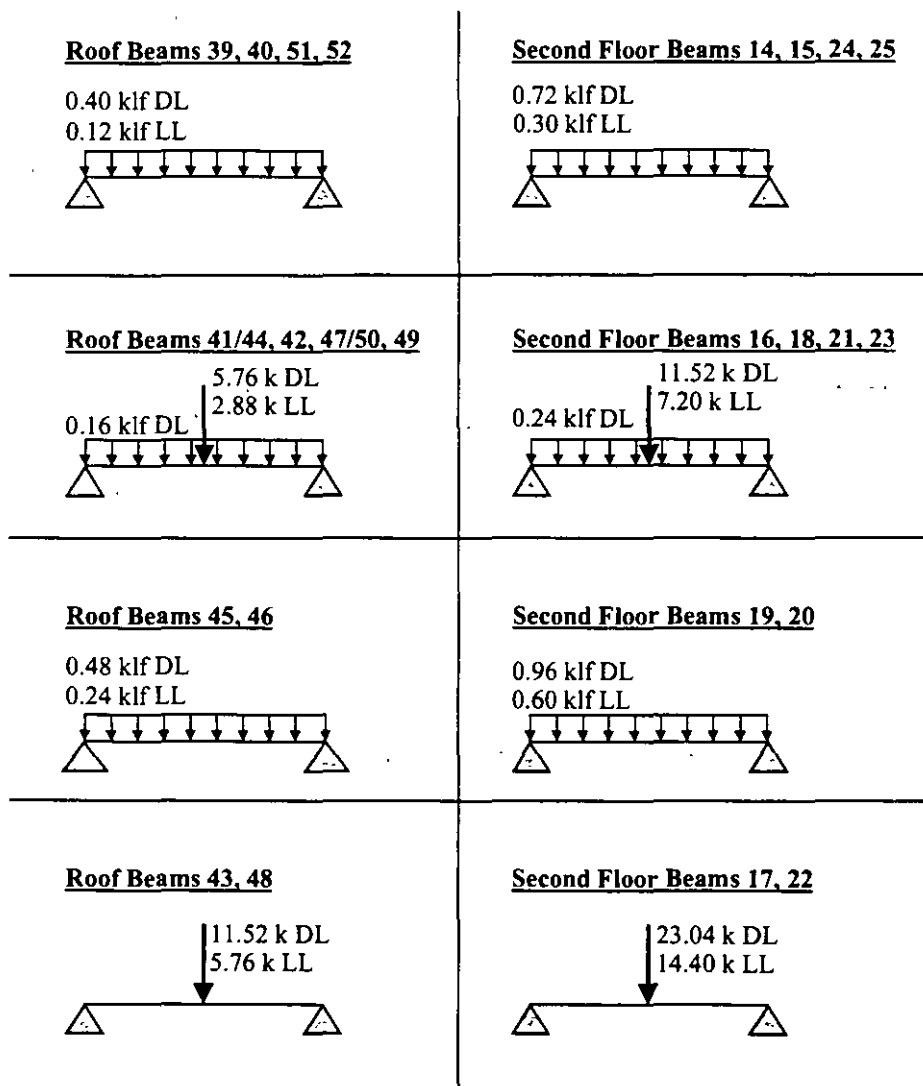 Roof Beams 39, 40, 51, 52
0.40 klf DL
0.12 klf LL
Second Floor Beams 14, 15, 24, 25
0.72 klf DL
0.30 klf LL
Roof Beams 41/44, 42, 47/50, 49
5.76 k DL
2.88 k LL
0.16 klf DL
Second Floor Beams 16, 18, 21, 23
11.52 k DL
7.20 k LL
0.24 klf DL
Roof Beams 45, 46
0.48 klf DL
0.24 klf LL
Second Floor Beams 19, 20
0.96 klf DL
0.60 klf LL
Roof Beams 43, 48
11.52 k DL
5.76 k LL
Second Floor Beams 17, 22
23.04 k DL
14.40 k LL